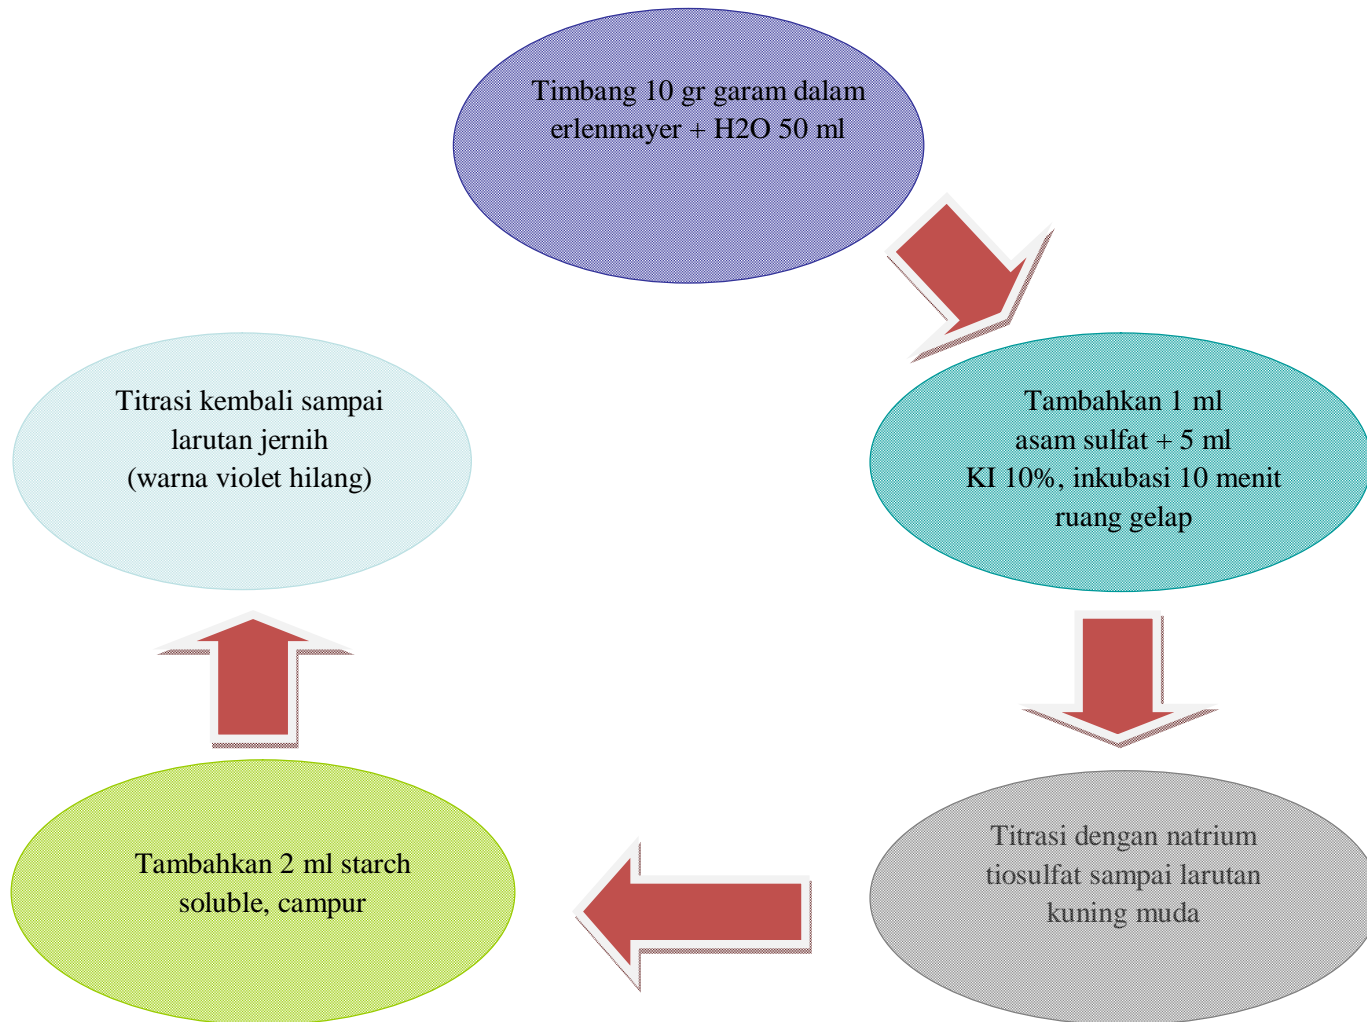 Timbang 10 gr garam dalam
erlenmayer + H2O 50 ml
Tambahkan 1 ml
asam sulfat + 5 ml
KI 10%, inkubasi 10 menit
ruang gelap
Titrasi dengan natrium
tiosulfat sampai larutan
kuning muda
Tambahkan 2 ml starch
soluble, campur
Titrasi kembali sampai
larutan jernih
(warna violet hilang)